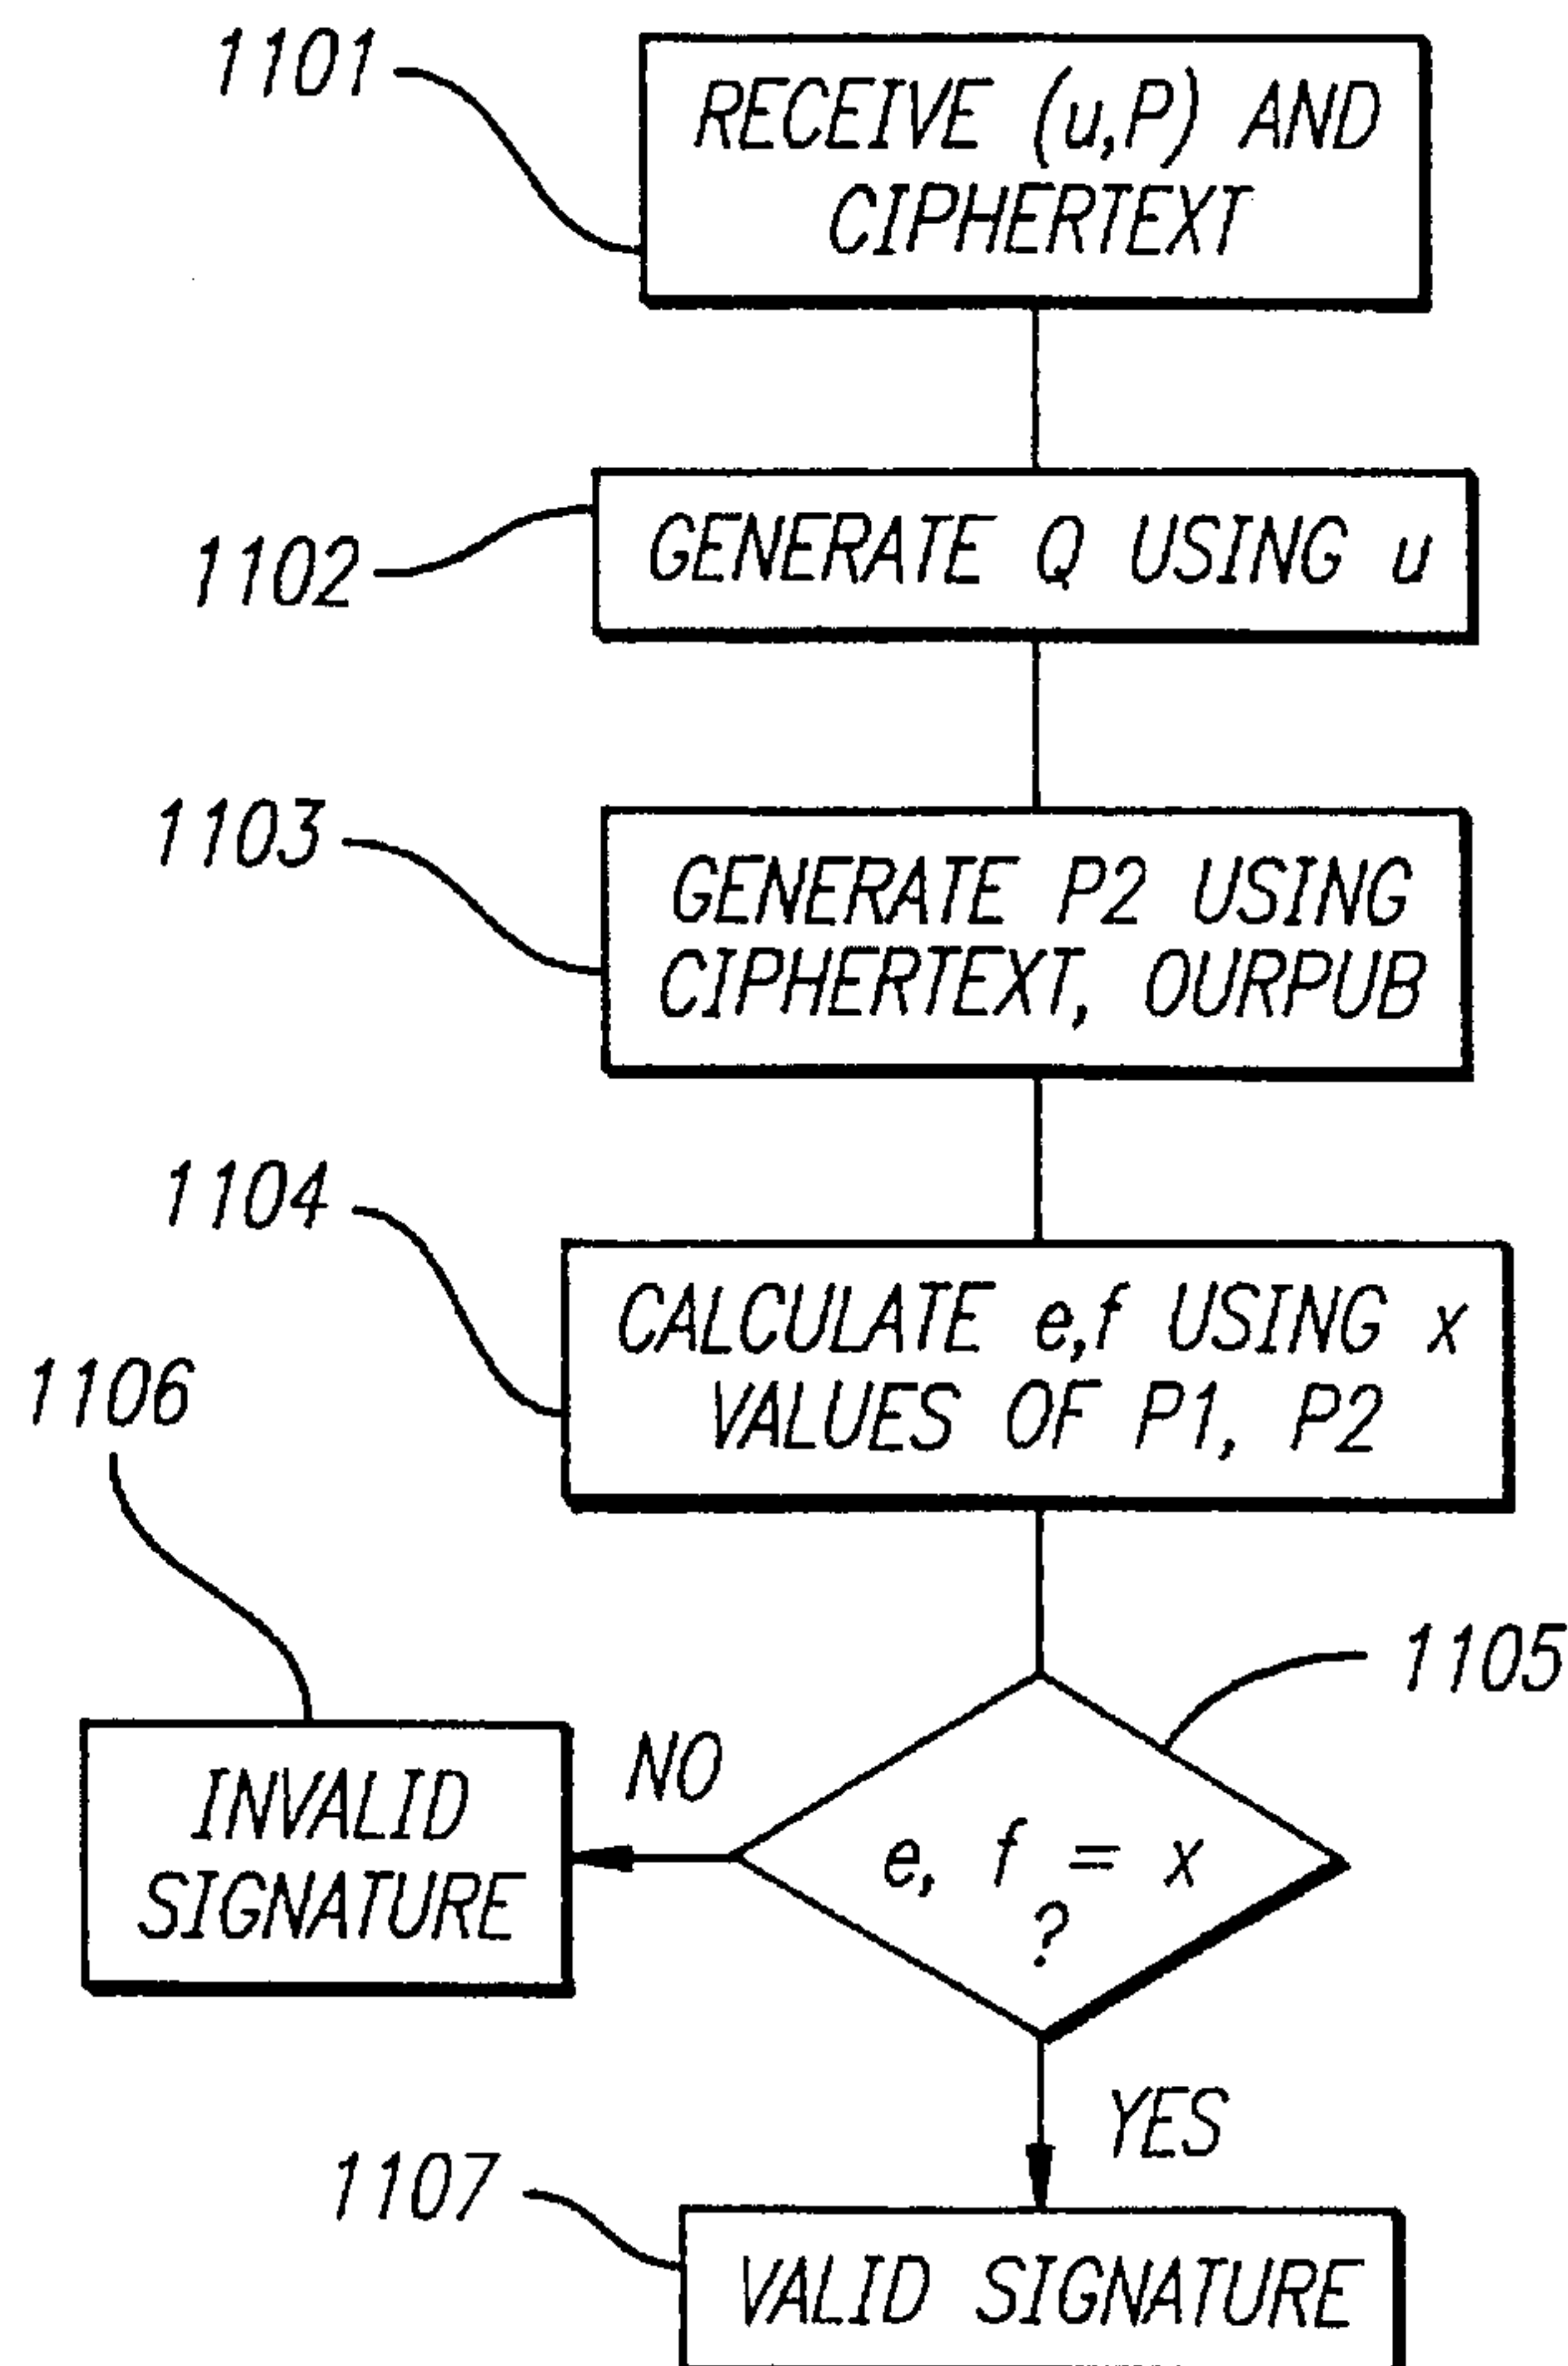 1101
RECEIVE (u,P) AND
CIPHERTEXT
1102
GENERATE Q USING u
1103
GENERATE P2 USING
CIPHERTEXT, OURPUB
1104
CALCULATE e,f USING x
VALUES OF P1, P2
1106
1105
INVALID
SIGNATURE
NO
e, f = x
?
YES
1107
VALID SIGNATURE